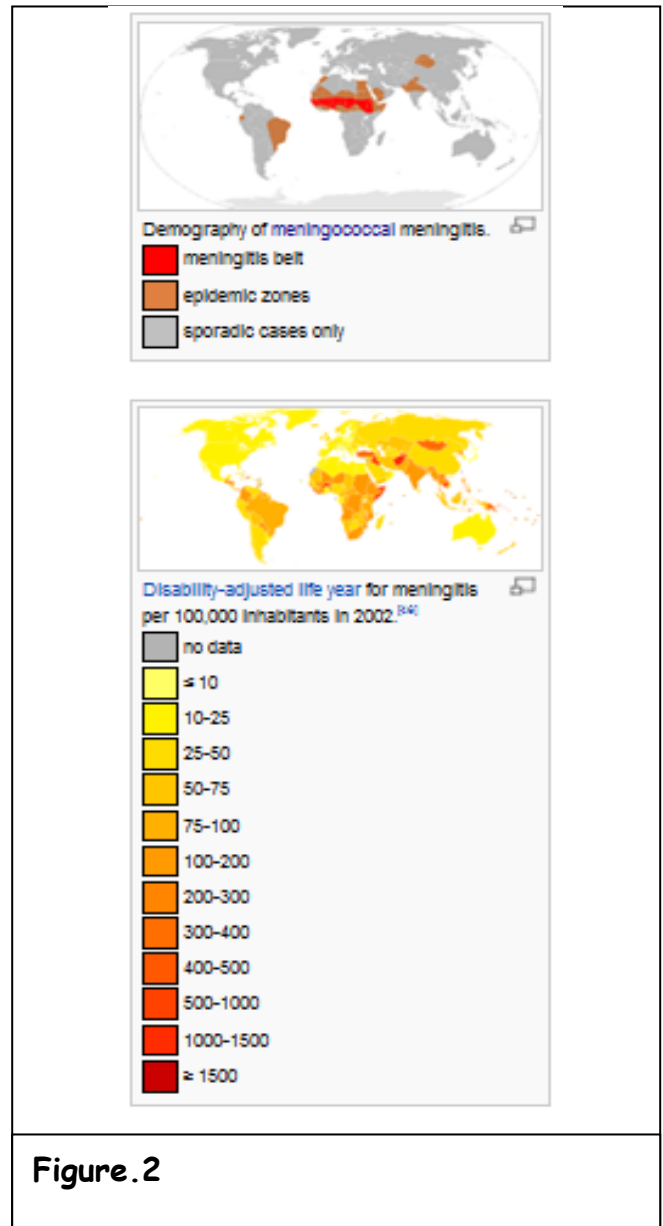 Demography of meningococcal meningitis.
meningitis belt
epidemic zones
sporadic cases only
Disability-adjusted life year for meningitis
per 100,000 inhabitants in 2002.
no data
≤ 10
10-25
25-50
50-75
75-100
100-200
200-300
300-400
400-500
500-1000
1000-1500
≥ 1500
Figure.2